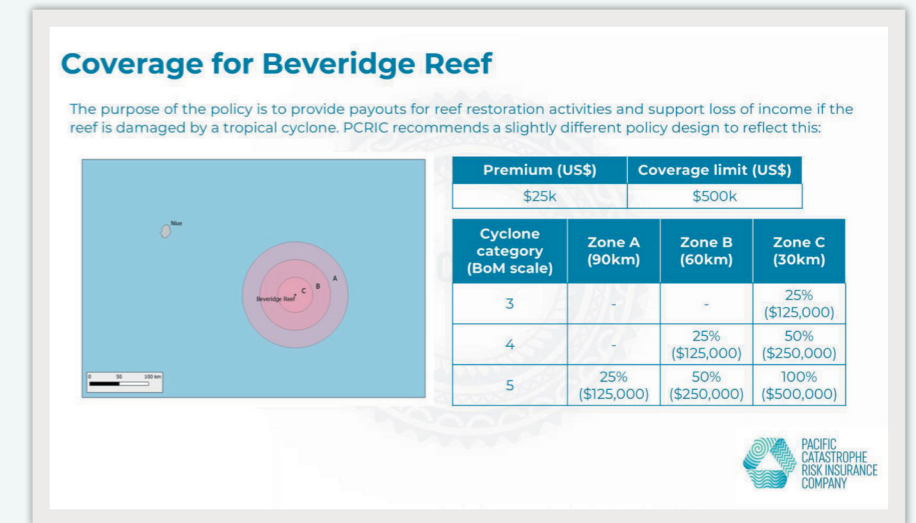 Coverage for Beveridge Reef
The purpose of the policy is to provide payouts for reef restoration activities and support loss of income if the
reef is damaged by a tropical cyclone. PCRIC recommends a slightly different policy design to reflect this:
Niue
A
B
C
Beveridge Reef
0 50 100 km
Premium (US$) Coverage limit (US$)
$25k $500k
Cyclone
category
(BoM scale)
Zone A
(90km)
Zone B
(60km)
Zone C
(30km)
3 - - 25%
($125,000)
4 - 25%
($125,000)
50%
($250,000)
5 25%
($125,000)
50%
($250,000)
100%
($500,000)
PACIFIC
CATASTROPHE
RISK INSURANCE
COMPANY